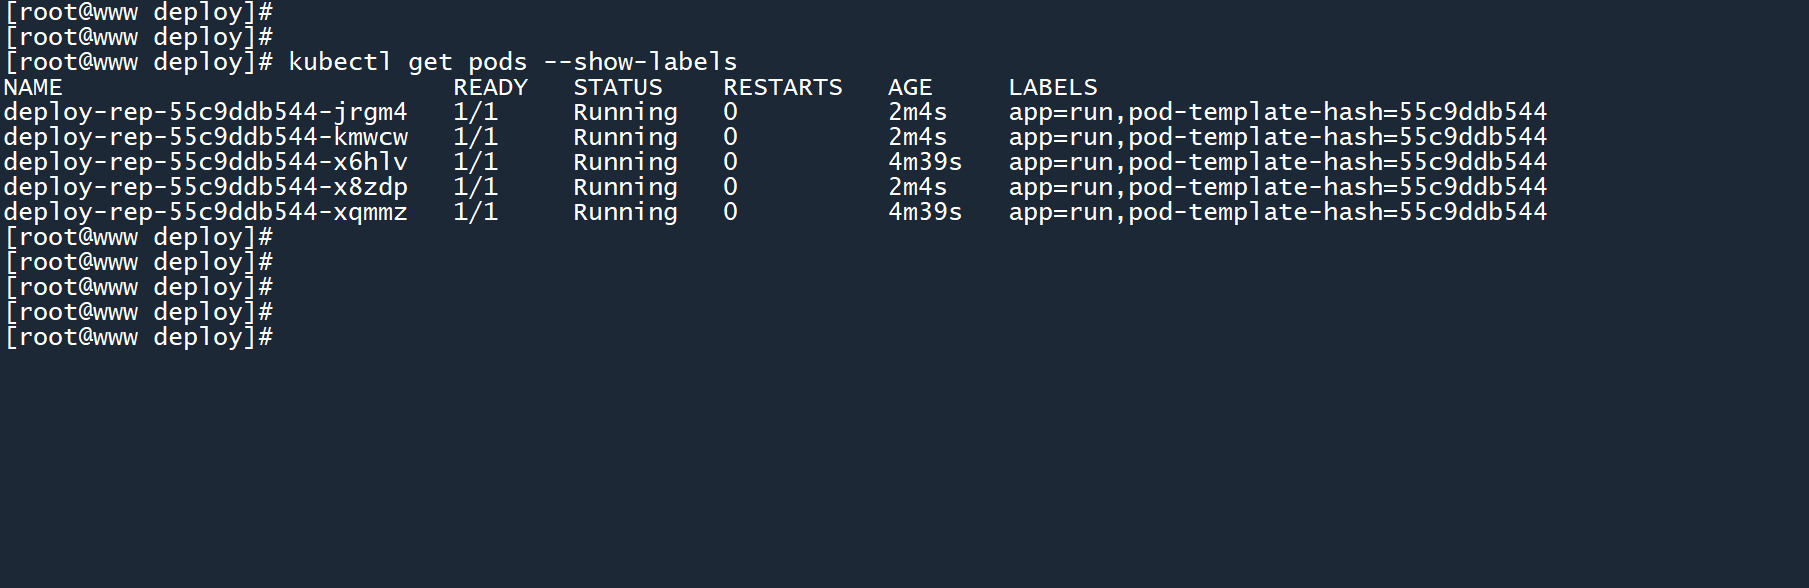 [root@www deploy]#
[root@www deploy]#
[root@www deploy]# kubectl get pods --show-labels
NAME                          READY   STATUS    RESTARTS   AGE     LABELS
deploy-rep-55c9ddb544-jrgm4   1/1     Running   0          2m4s    app=run,pod-template-hash=55c9ddb544
deploy-rep-55c9ddb544-kmwcw   1/1     Running   0          2m4s    app=run,pod-template-hash=55c9ddb544
deploy-rep-55c9ddb544-x6hlv   1/1     Running   0          4m39s   app=run,pod-template-hash=55c9ddb544
deploy-rep-55c9ddb544-x8zdp   1/1     Running   0          2m4s    app=run,pod-template-hash=55c9ddb544
deploy-rep-55c9ddb544-xqmmz   1/1     Running   0          4m39s   app=run,pod-template-hash=55c9ddb544
[root@www deploy]#
[root@www deploy]#
[root@www deploy]#
[root@www deploy]#
[root@www deploy]#